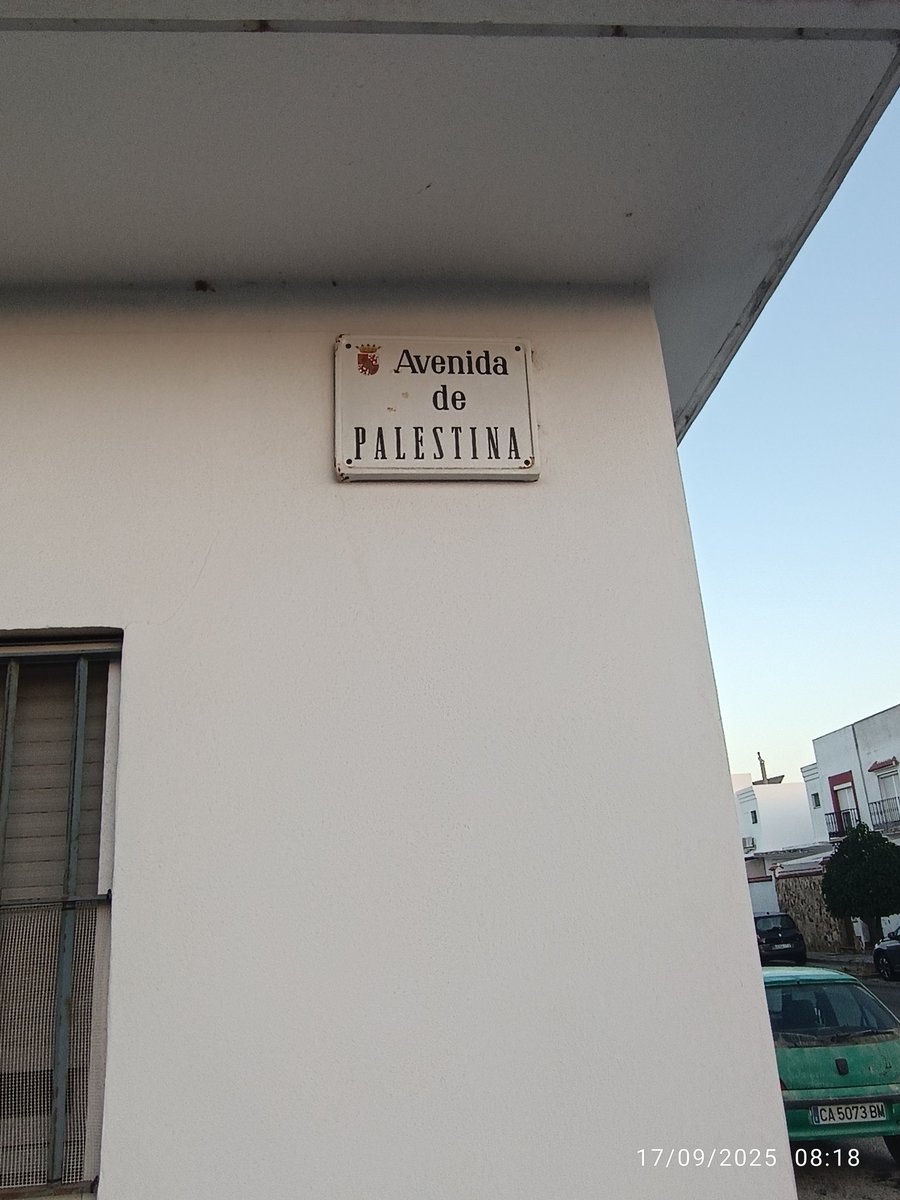 Avenida
de
PALESTINA
CA 5073 BM
17/09/2025 08:18